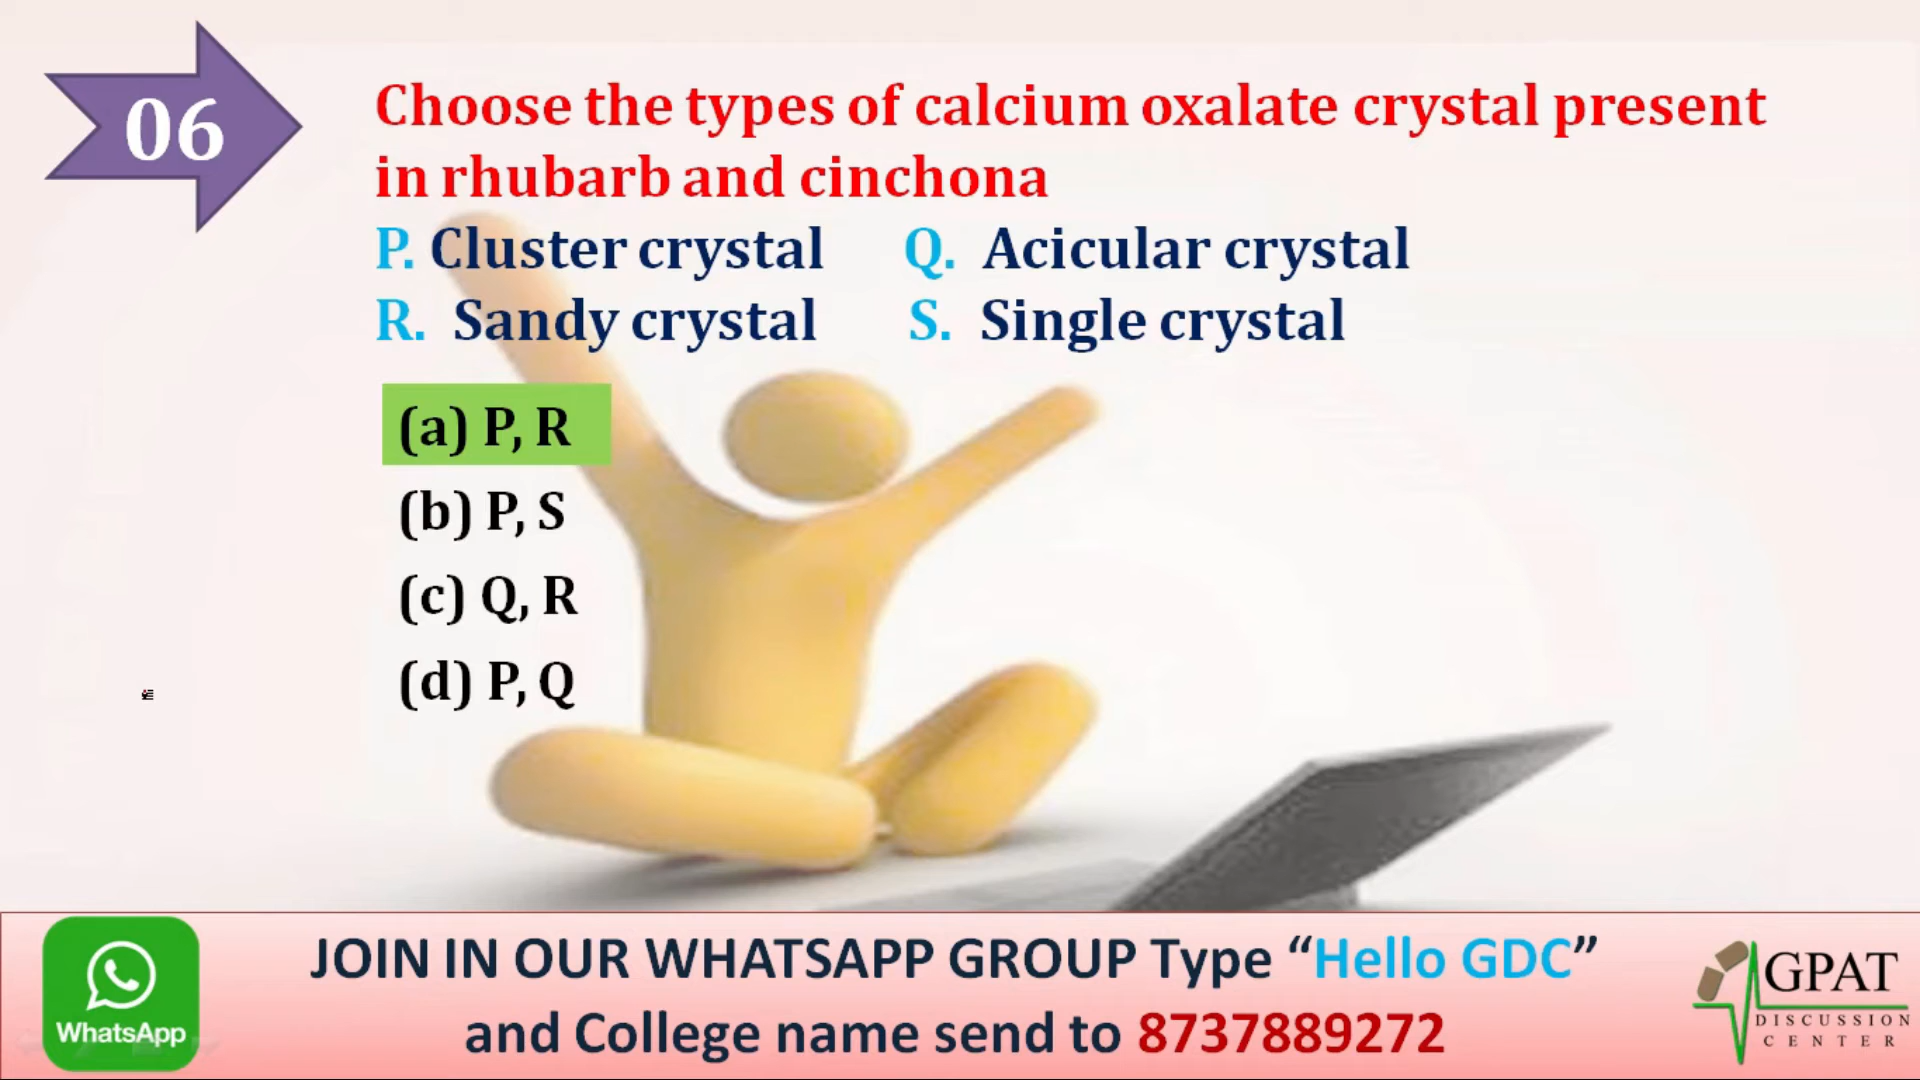 06
Choose the types of calcium oxalate crystal present
in rhubarb and cinchona
P. Cluster crystal Q. Acicular crystal
R. Sandy crystal S. Single crystal
(a) P, R
(b) P, S
(c) Q, R
(d) P, Q
JOIN IN OUR WHATSAPP GROUP Type “Hello GDC”
and College name send to 8737889272
WhatsApp
GPAT
DISCUSSION
CENTER